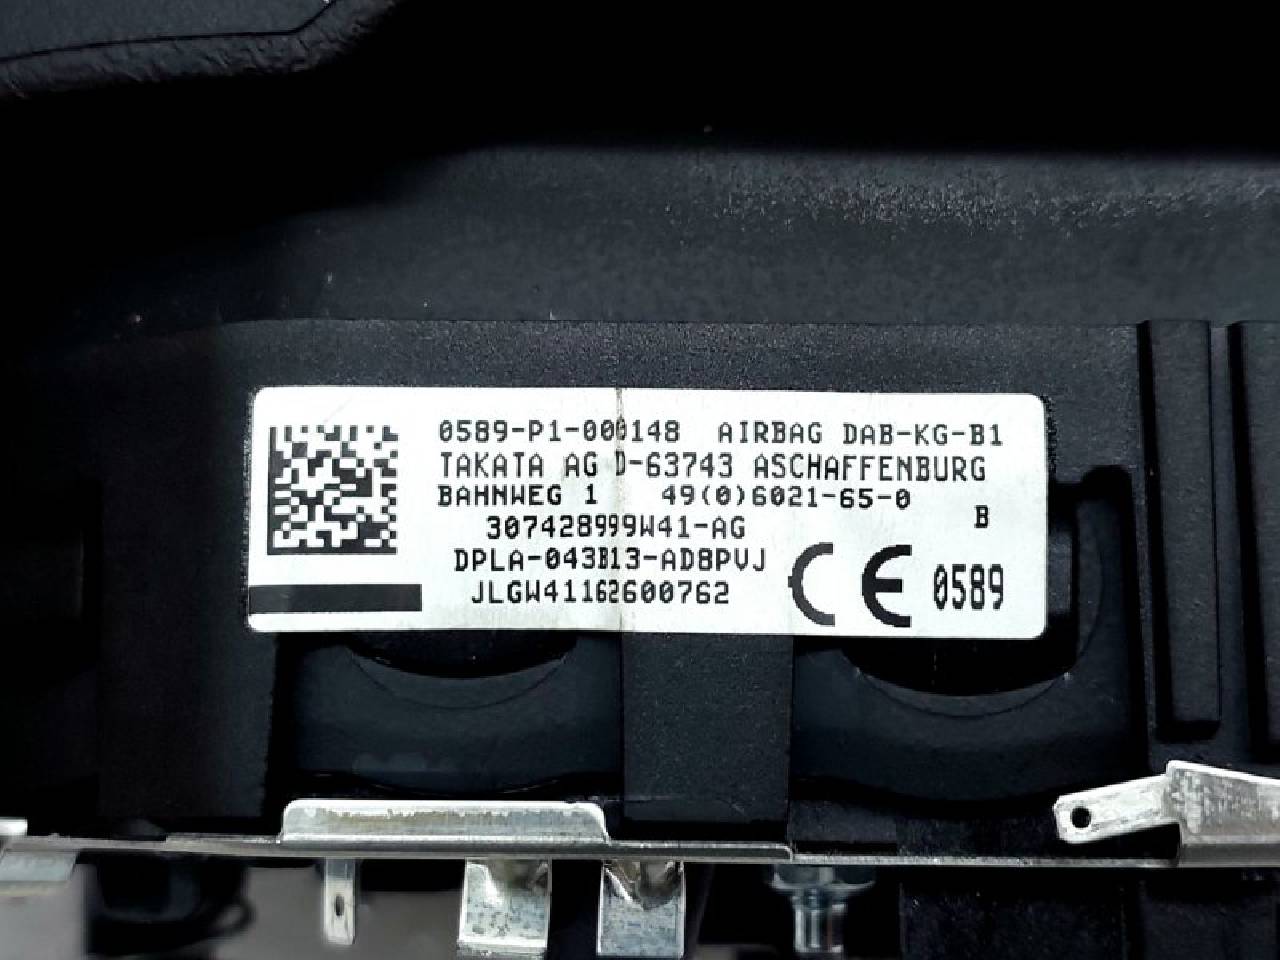 0589-P1-000148 AIRBAG DAB-KG-B1
TAKATA AG D-63743 ASCHAFFENBURG
BAHNWEG 1 49(0)6021-65-0
307428999W41-AG B
DPLA-043B13-AD8PVJ
JLGW41162600762
CE 0589